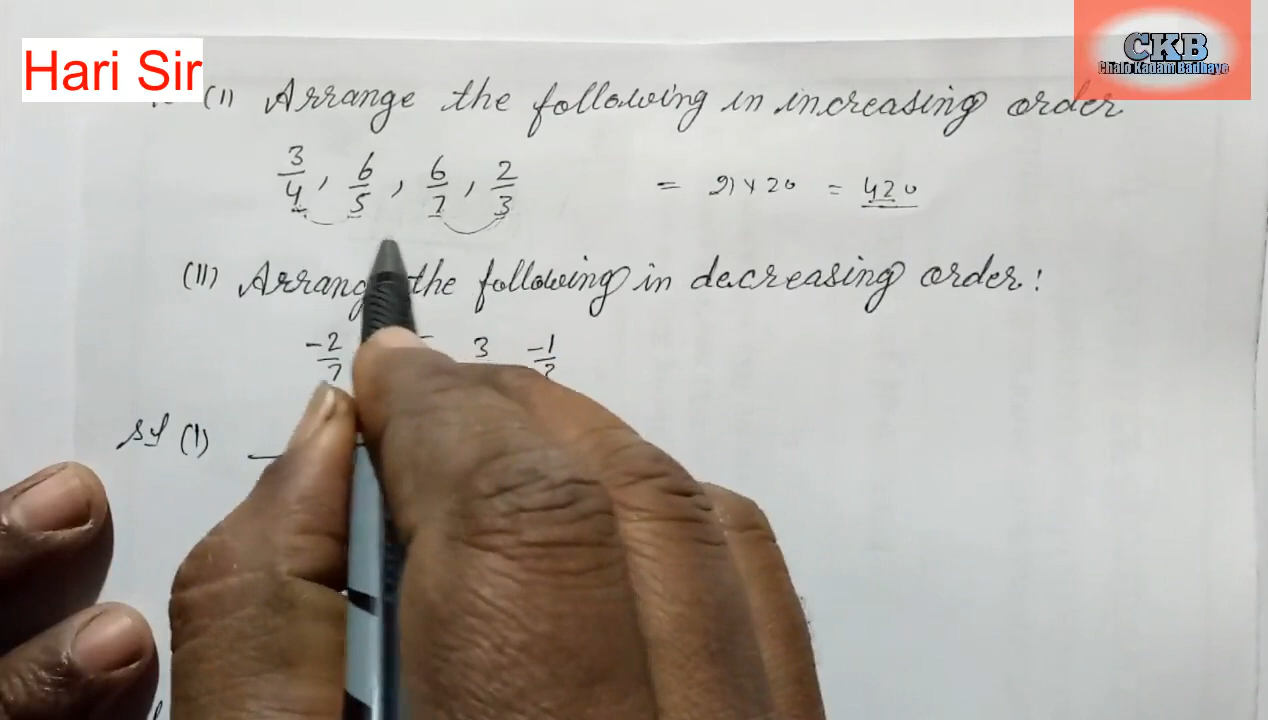 CKB
Chalo Kadam Badhaye
Hari Sir
(I) Arrange the following in increasing order
3/4, 6/5, 6/7, 2/3 = 21 × 20 = 420
(II) Arrange the following in decreasing order:
-2/7 3 -1
(I)